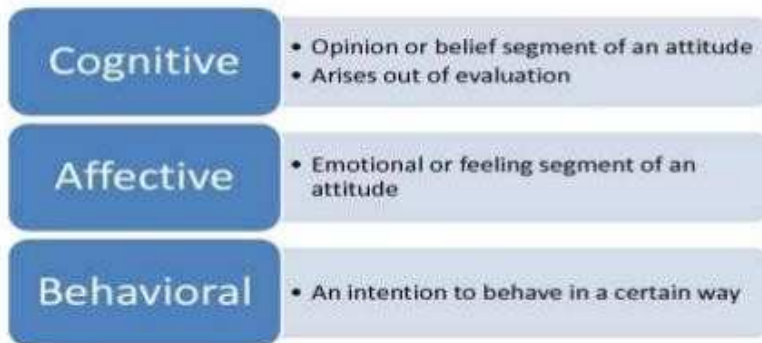 Cognitive
• Opinion or belief segment of an attitude
• Arises out of evaluation
Affective
• Emotional or feeling segment of an
attitude
Behavioral
• An intention to behave in a certain way